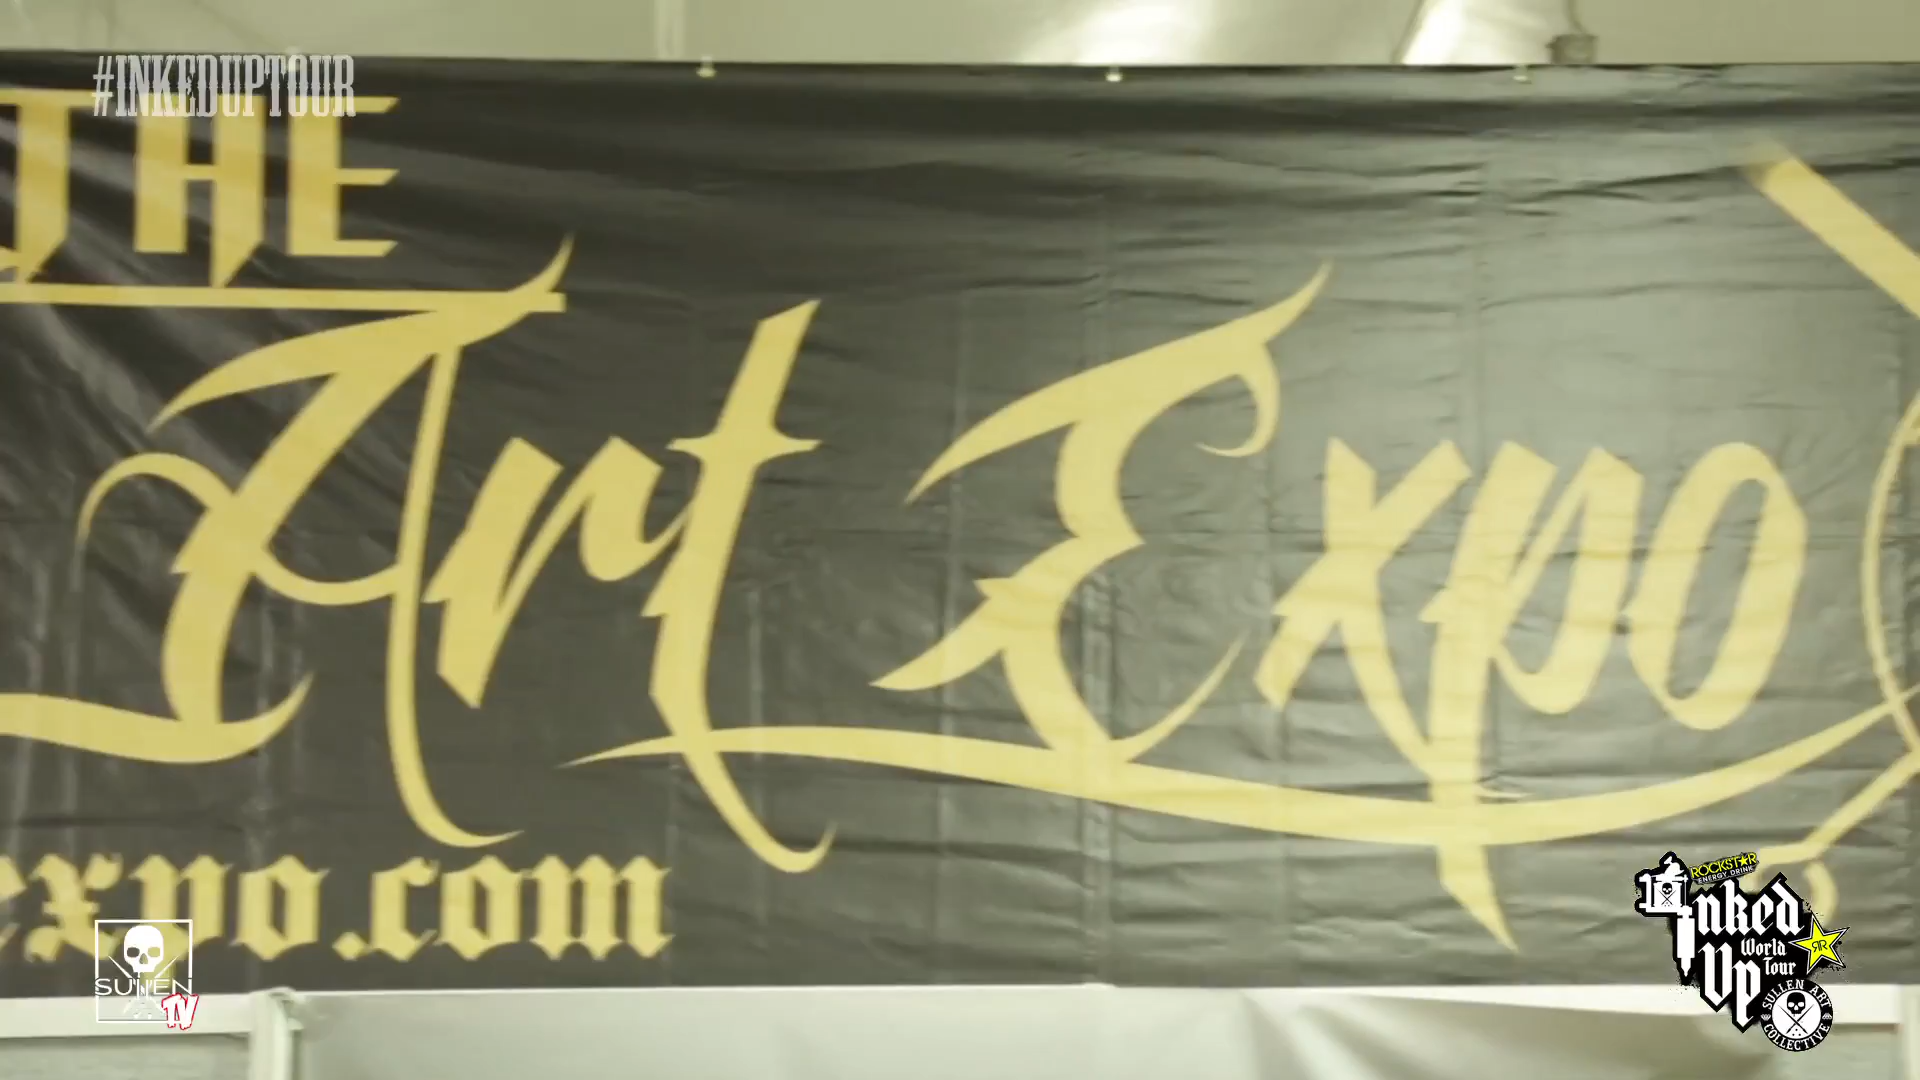 #INKEDUPTOUR
THE
Art Expo
expo.com
SULLEN
TV
ROCKSTAR
ENERGY DRINK
Inked
Up
World
Tour
SULLEN ART
COLLECTIVE